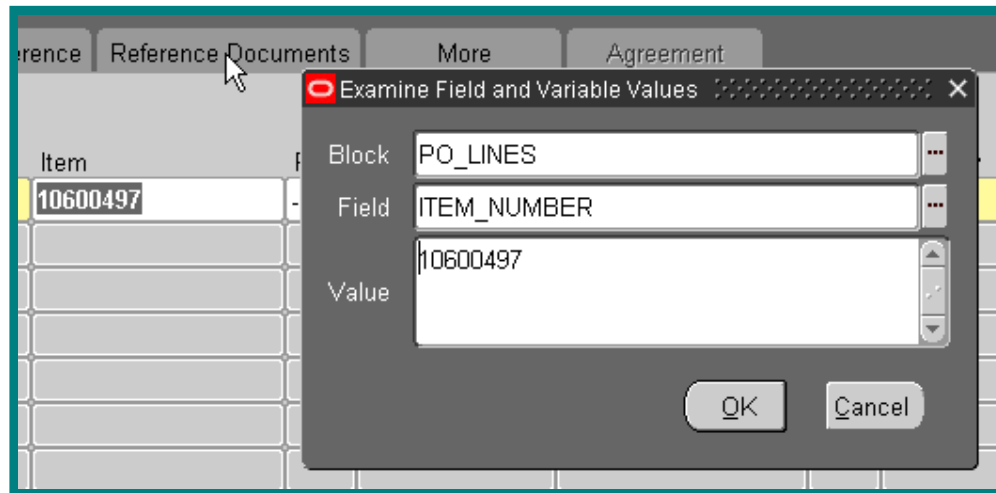 Reference Documents
More
Agreement
Examine Field and Variable Values
Item
Block
PO_LINES
10600497
Field
ITEM_NUMBER
Value
10600497
OK
Cancel